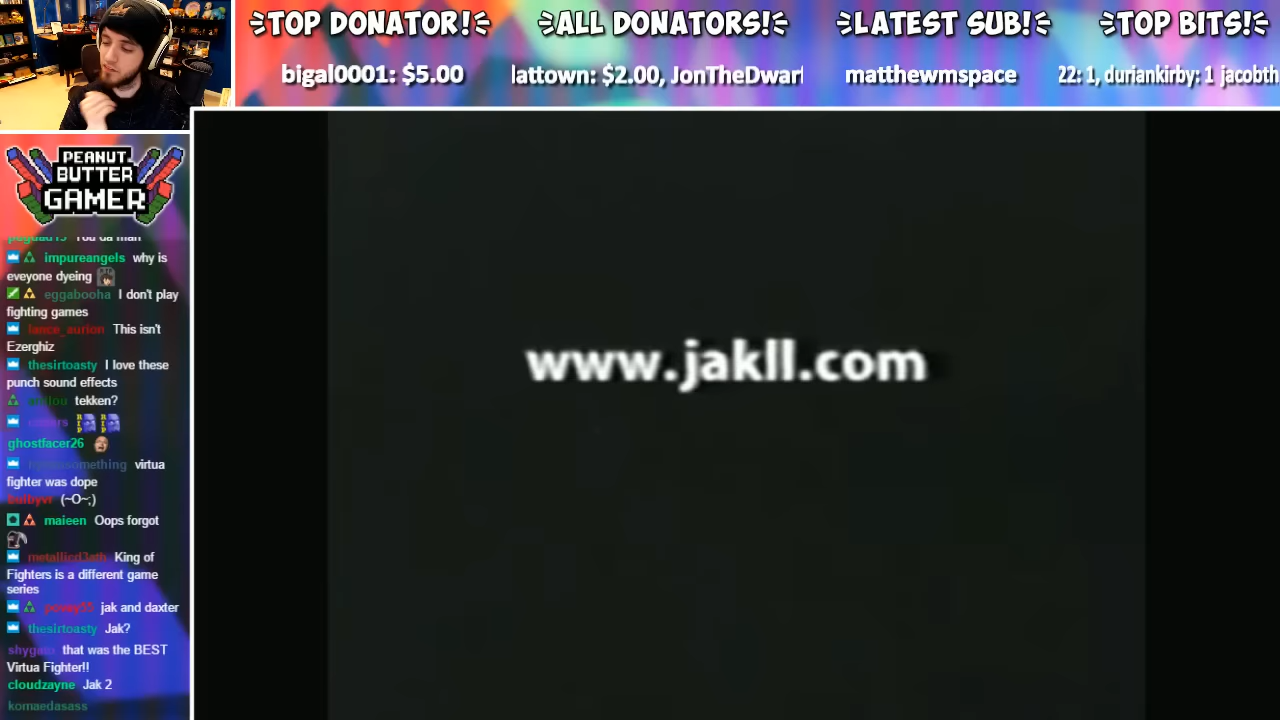 TOP DONATOR!
ALL DONATORS!
LATEST SUB!
TOP BITS!
bigal0001: $5.00
lattown: $2.00, JonTheDwarf
matthewmspace
22: 1, duriankirby: 1 jacobth
PEANUT
BUTTER
GAMER
You da man
impureangels why is
eveyone dyeing
eggabooha I don't play
fighting games
lance_aurion This isn't
Ezerghiz
thesirtoasty I love these
punch sound effects
tekken?
ghostfacer26
virtua
fighter was dope
(~O~;)
maieen Oops forgot
metallicd3ath King of
Fighters is a different game
series
jak and daxter
thesirtoasty Jak?
that was the BEST
Virtua Fighter!!
cloudzayne Jak 2
komaedasass
www.jakII.com